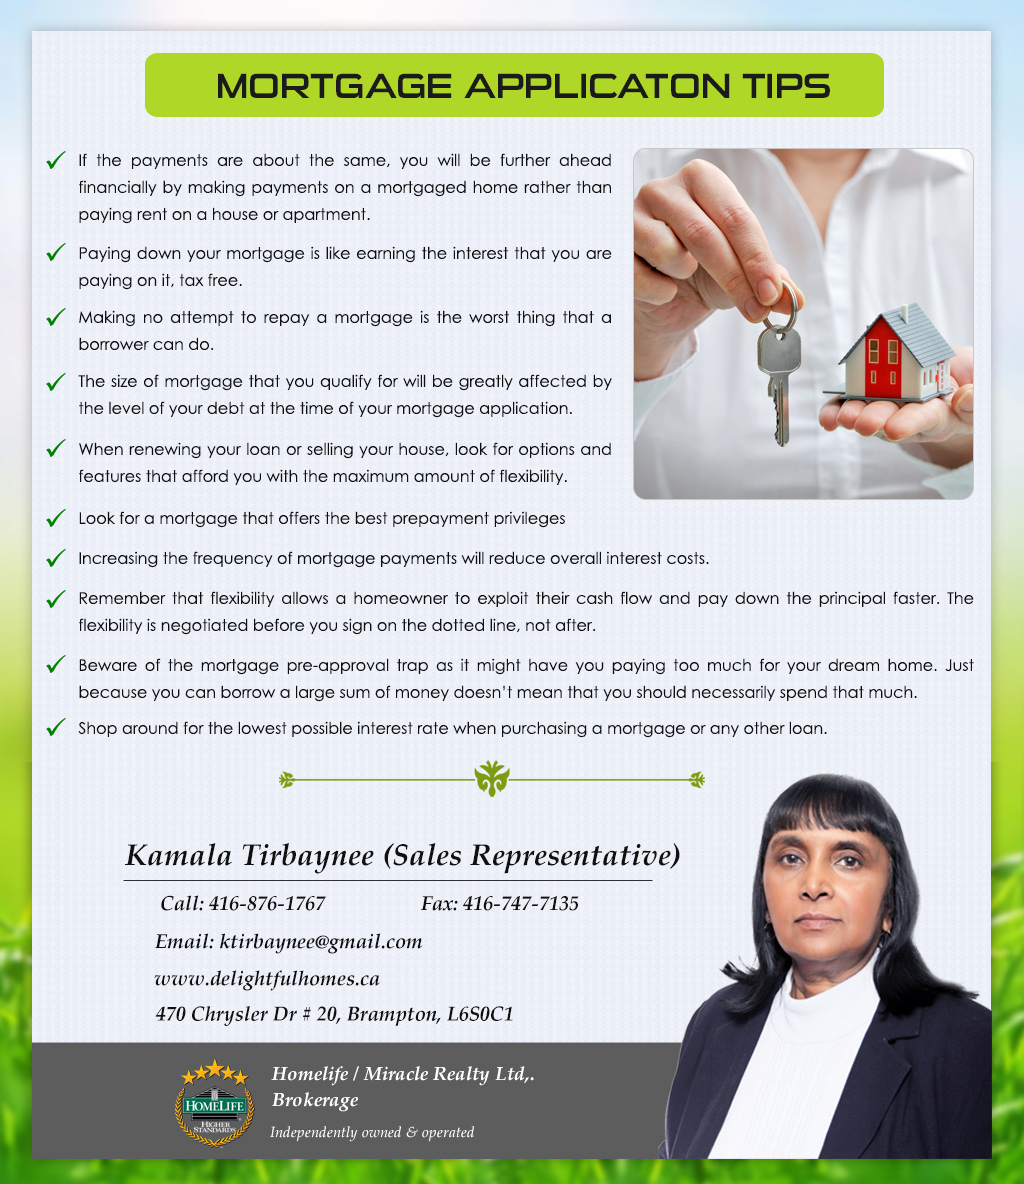 MORTGAGE APPLICATON TIPS
If the payments are about the same, you will be further ahead
financially by making payments on a mortgaged home rather than
paying rent on a house or apartment.
Paying down your mortgage is like earning the interest that you are
paying on it, tax free.
Making no attempt to repay a mortgage is the worst thing that a
borrower can do.
The size of mortgage that you qualify for will be greatly affected by
the level of your debt at the time of your mortgage application.
When renewing your loan or selling your house, look for options and
features that afford you with the maximum amount of flexibility.
Look for a mortgage that offers the best prepayment privileges
Increasing the frequency of mortgage payments will reduce overall interest costs.
Remember that flexibility allows a homeowner to exploit their cash flow and pay down the principal faster. The
flexibility is negotiated before you sign on the dotted line, not after.
Beware of the mortgage pre-approval trap as it might have you paying too much for your dream home. Just
because you can borrow a large sum of money doesn't mean that you should necessarily spend that much.
Shop around for the lowest possible interest rate when purchasing a mortgage or any other loan.
Kamala Tirbaynee (Sales Representative)
Call: 416-876-1767 Fax: 416-747-7135
Email: ktirbaynee@gmail.com
www.delightfulhomes.ca
470 Chrysler Dr # 20, Brampton, L6S0C1
Homelife / Miracle Realty Ltd,.
Brokerage
Independently owned & operated
HOMELIFE
HIGHER
STANDARDS